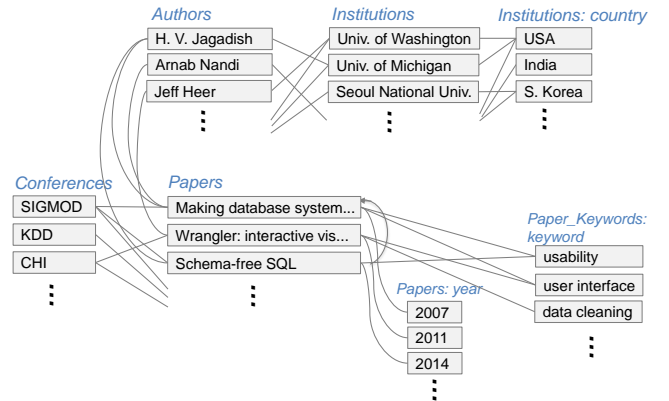 Authors
Institutions
Institutions: country
H. V. Jagadish
Univ. of Washington
USA
Arnab Nandi
Univ. of Michigan
India
Jeff Heer
Seoul National Univ.
S. Korea
Conferences
Papers
SIGMOD
Making database system...
KDD
Wrangler: interactive vis...
CHI
Schema-free SQL
Paper_Keywords:
keyword
usability
user interface
data cleaning
Papers: year
2007
2011
2014